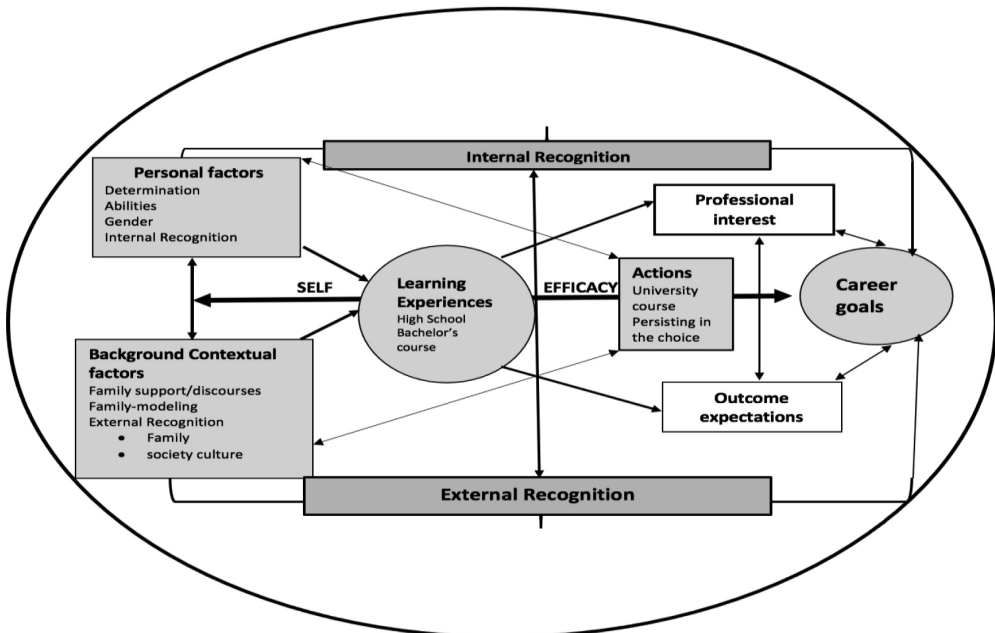 Internal Recognition
Personal factors
Determination
Abilities
Gender
Internal Recognition
Professional
interest
Learning
Experiences
High School
Bachelor's
course
SELF
EFFICACY
Actions
University
course
Persisting in
the choice
Career
goals
Background Contextual
factors
Family support/discourses
Family-modeling
External Recognition
• Family
• society culture
Outcome
expectations
External Recognition